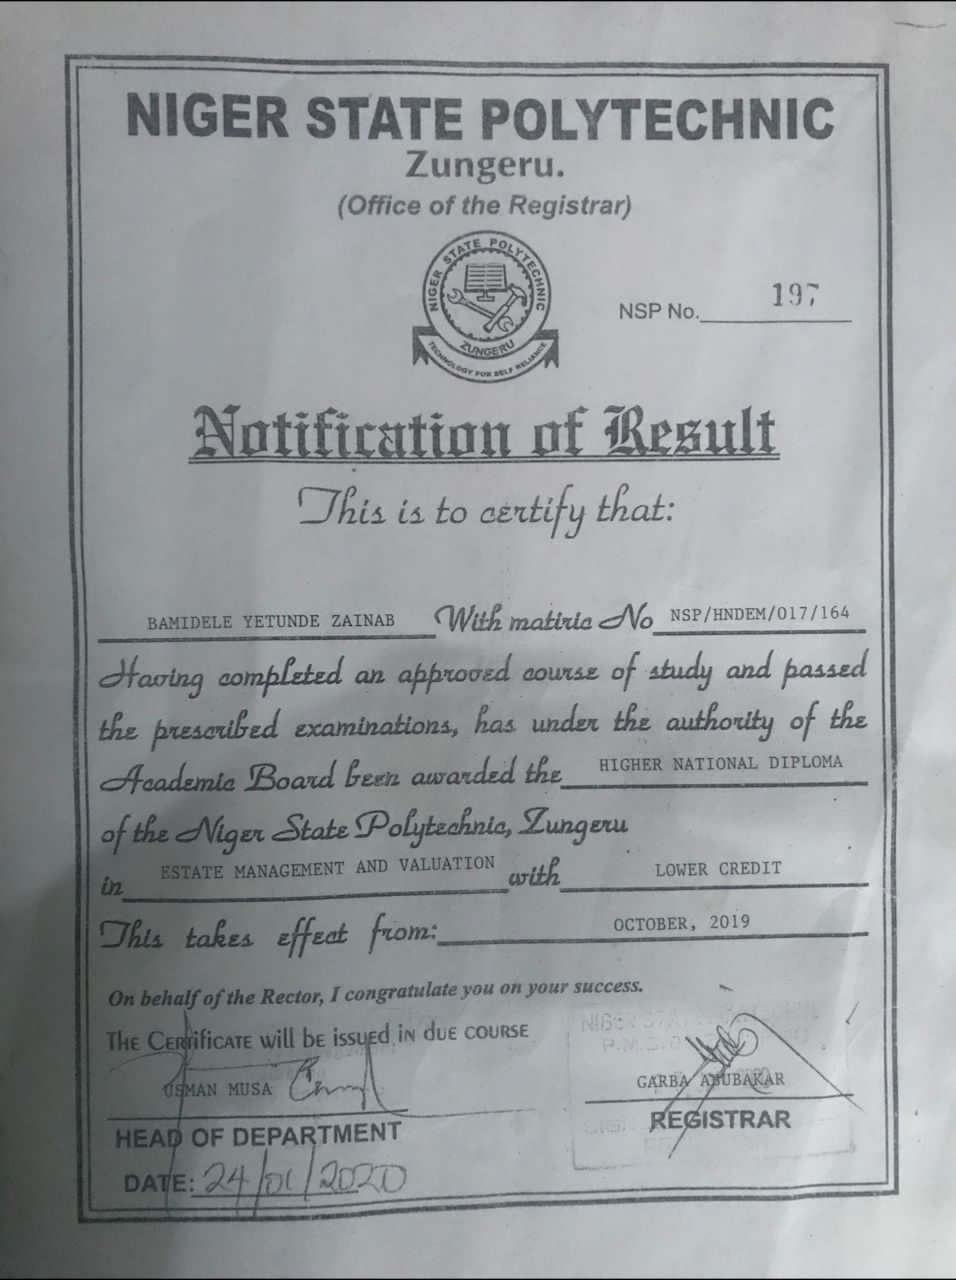 NIGER STATE POLYTECHNIC
Zungeru.
(Office of the Registrar)
NIGER STATE POLYTECHNIC
ZUNGERU
TECHNOLOGY FOR SELF RELIANCE
NSP No. 197
Notification of Result
This is to certify that:
BAMIDELE YETUNDE ZAINAB With matiric No NSP/HNDEM/017/164
Having completed an approved course of study and passed
the prescribed examinations, has under the authority of the
Academic Board been awarded the HIGHER NATIONAL DIPLOMA
of the Niger State Polytechnic, Zungeru
in ESTATE MANAGEMENT AND VALUATION with LOWER CREDIT
This takes effect from: OCTOBER, 2019
On behalf of the Rector, I congratulate you on your success.
The Certificate will be issued in due course
USMAN MUSA
HEAD OF DEPARTMENT
DATE: 24/01/2020
GARBA ABUBAKAR
REGISTRAR